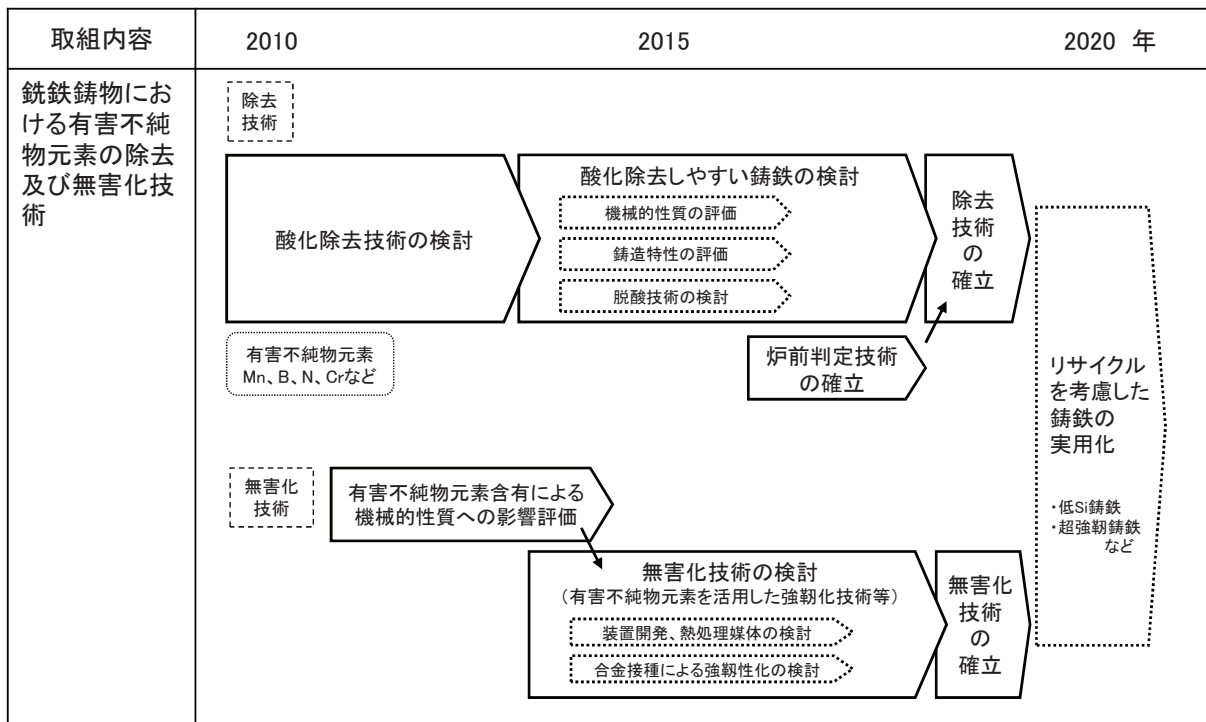 取組内容
2010
2015
2020 年
銑鉄鋳物にお
ける有害不純
物元素の除去
及び無害化技
術
除去
技術
酸化除去技術の検討
酸化除去しやすい鋳鉄の検討
機械的性質の評価
鋳造特性の評価
脱酸技術の検討
除去
技術
の
確立
有害不純物元素
Mn、B、N、Crなど
炉前判定技術
の確立
リサイクル
を考慮した
鋳鉄の
実用化
・低Si鋳鉄
・超強靭鋳鉄
など
無害化
技術
有害不純物元素含有による
機械的性質への影響評価
無害化技術の検討
(有害不純物元素を活用した強靭化技術等)
装置開発、熱処理媒体の検討
合金接種による強靭性化の検討
無害化
技術
の
確立